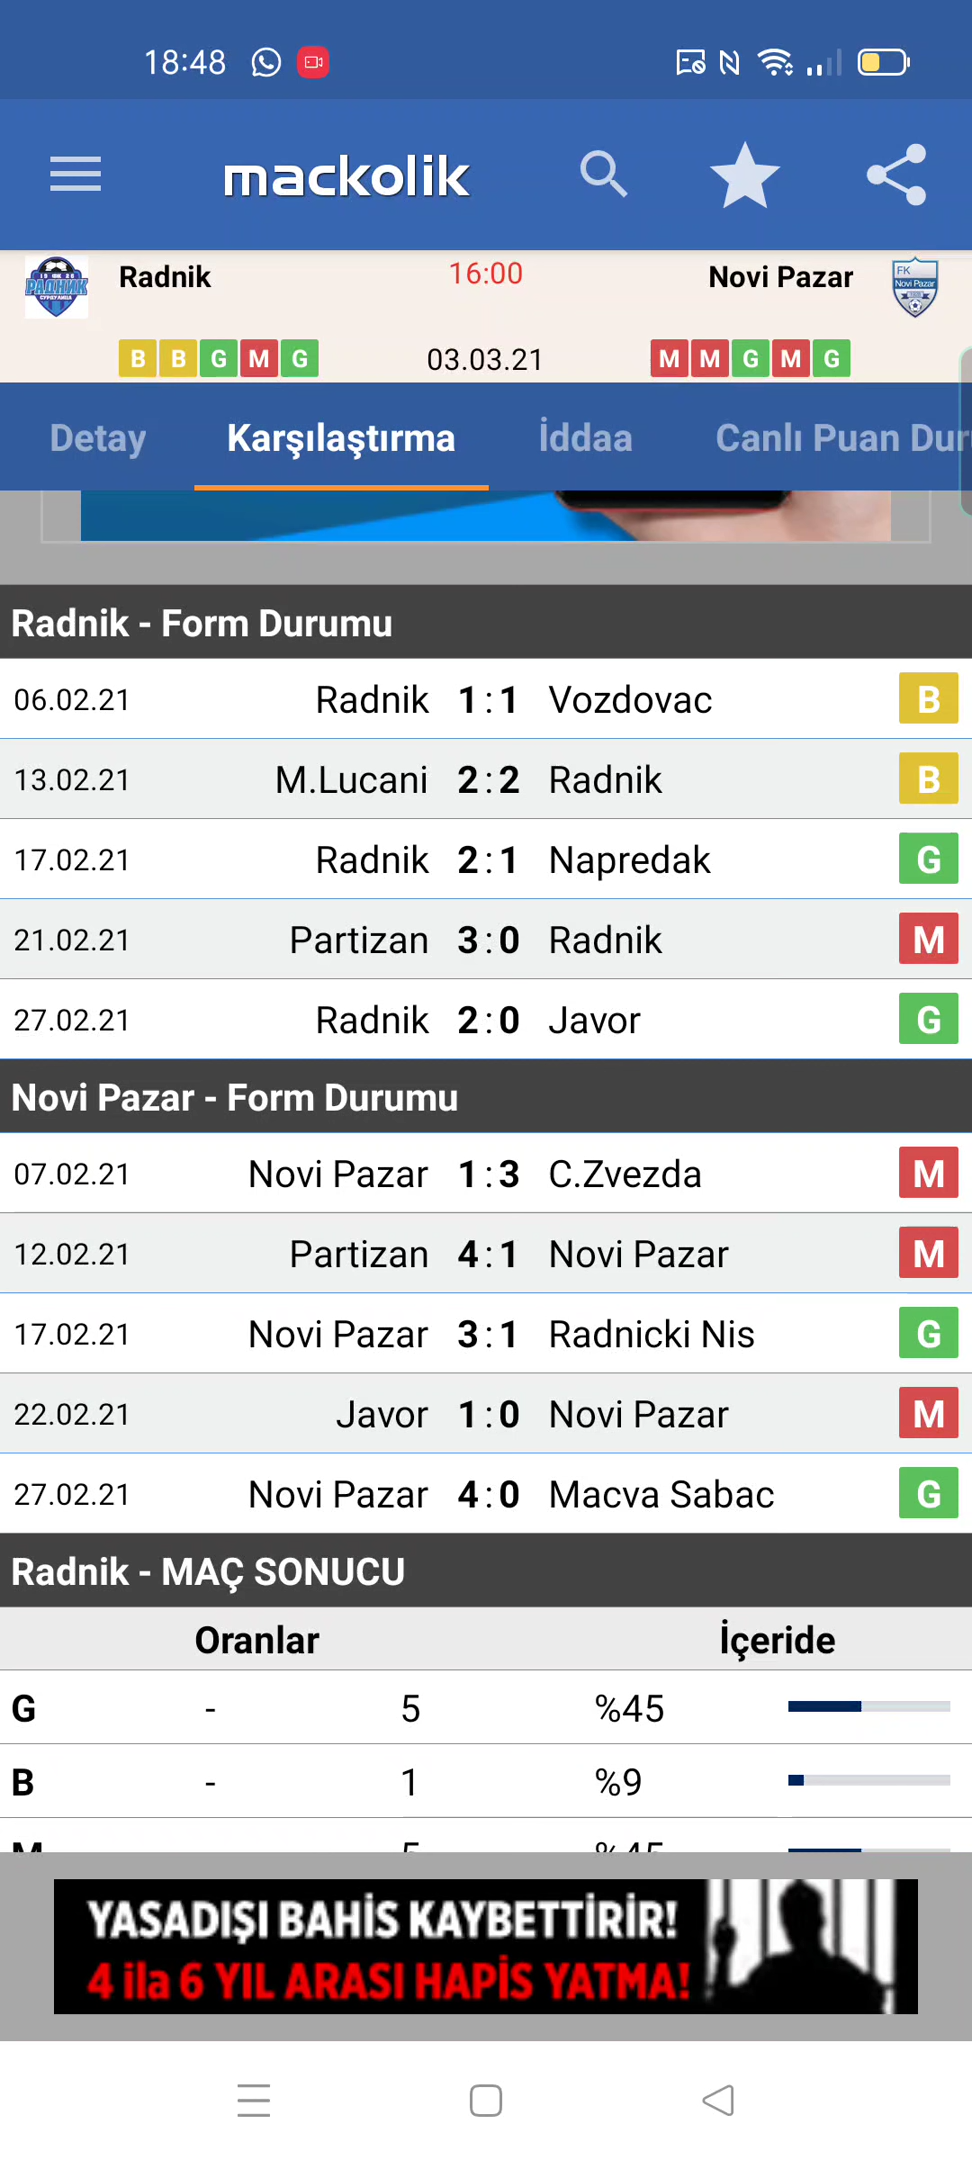 18:48
mackolik
Radnik 16:00 Novi Pazar
B B G M G 03.03.21 M M G M G
Detay Karşılaştırma İddaa Canlı Puan Dur
Radnik - Form Durumu
06.02.21 Radnik 1 : 1 Vozdovac B
13.02.21 M.Lucani 2 : 2 Radnik B
17.02.21 Radnik 2 : 1 Napredak G
21.02.21 Partizan 3 : 0 Radnik M
27.02.21 Radnik 2 : 0 Javor G
Novi Pazar - Form Durumu
07.02.21 Novi Pazar 1 : 3 C.Zvezda M
12.02.21 Partizan 4 : 1 Novi Pazar M
17.02.21 Novi Pazar 3 : 1 Radnicki Nis G
22.02.21 Javor 1 : 0 Novi Pazar M
27.02.21 Novi Pazar 4 : 0 Macva Sabac G
Radnik - MAÇ SONUCU
Oranlar İçeride
G - 5 %45
B - 1 %9
M 5 %45
YASADIŞI BAHİS KAYBETTİRİR!
4 ila 6 YIL ARASI HAPİS YATMA!